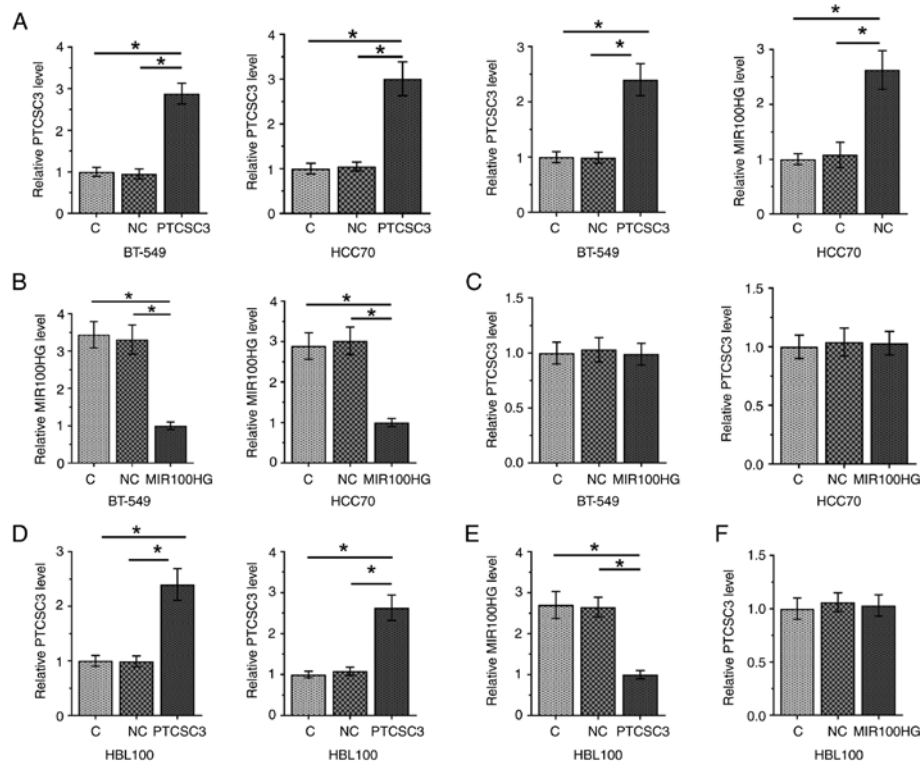 A
Relative PTCSC3 level
4
3
2
1
0
*
*
C NC PTCSC3
BT-549
Relative PTCSC3 level
4
3
2
1
0
*
*
C NC PTCSC3
HCC70
Relative PTCSC3 level
3
2
1
0
*
*
C NC PTCSC3
BT-549
Relative MIR100HG level
3
2
1
0
*
*
C C NC
HCC70
B
Relative MIR100HG level
4
3
2
1
0
*
*
C NC MIR100HG
BT-549
Relative MIR100HG level
4
3
2
1
0
*
*
C NC MIR100HG
HCC70
C
Relative PTCSC3 level
1.5
1.0
0.5
0.0
C NC MIR100HG
BT-549
Relative PTCSC3 level
1.5
1.0
0.5
0.0
C NC MIR100HG
HCC70
D
Relative PTCSC3 level
3
2
1
0
*
*
C NC PTCSC3
HBL100
Relative PTCSC3 level
4
3
2
1
0
*
*
C NC PTCSC3
HBL100
E
Relative MIR100HG level
4
3
2
1
0
*
*
C NC PTCSC3
HBL100
F
Relative PTCSC3 level
1.5
1.0
0.5
0.0
C NC MIR100HG
HBL100